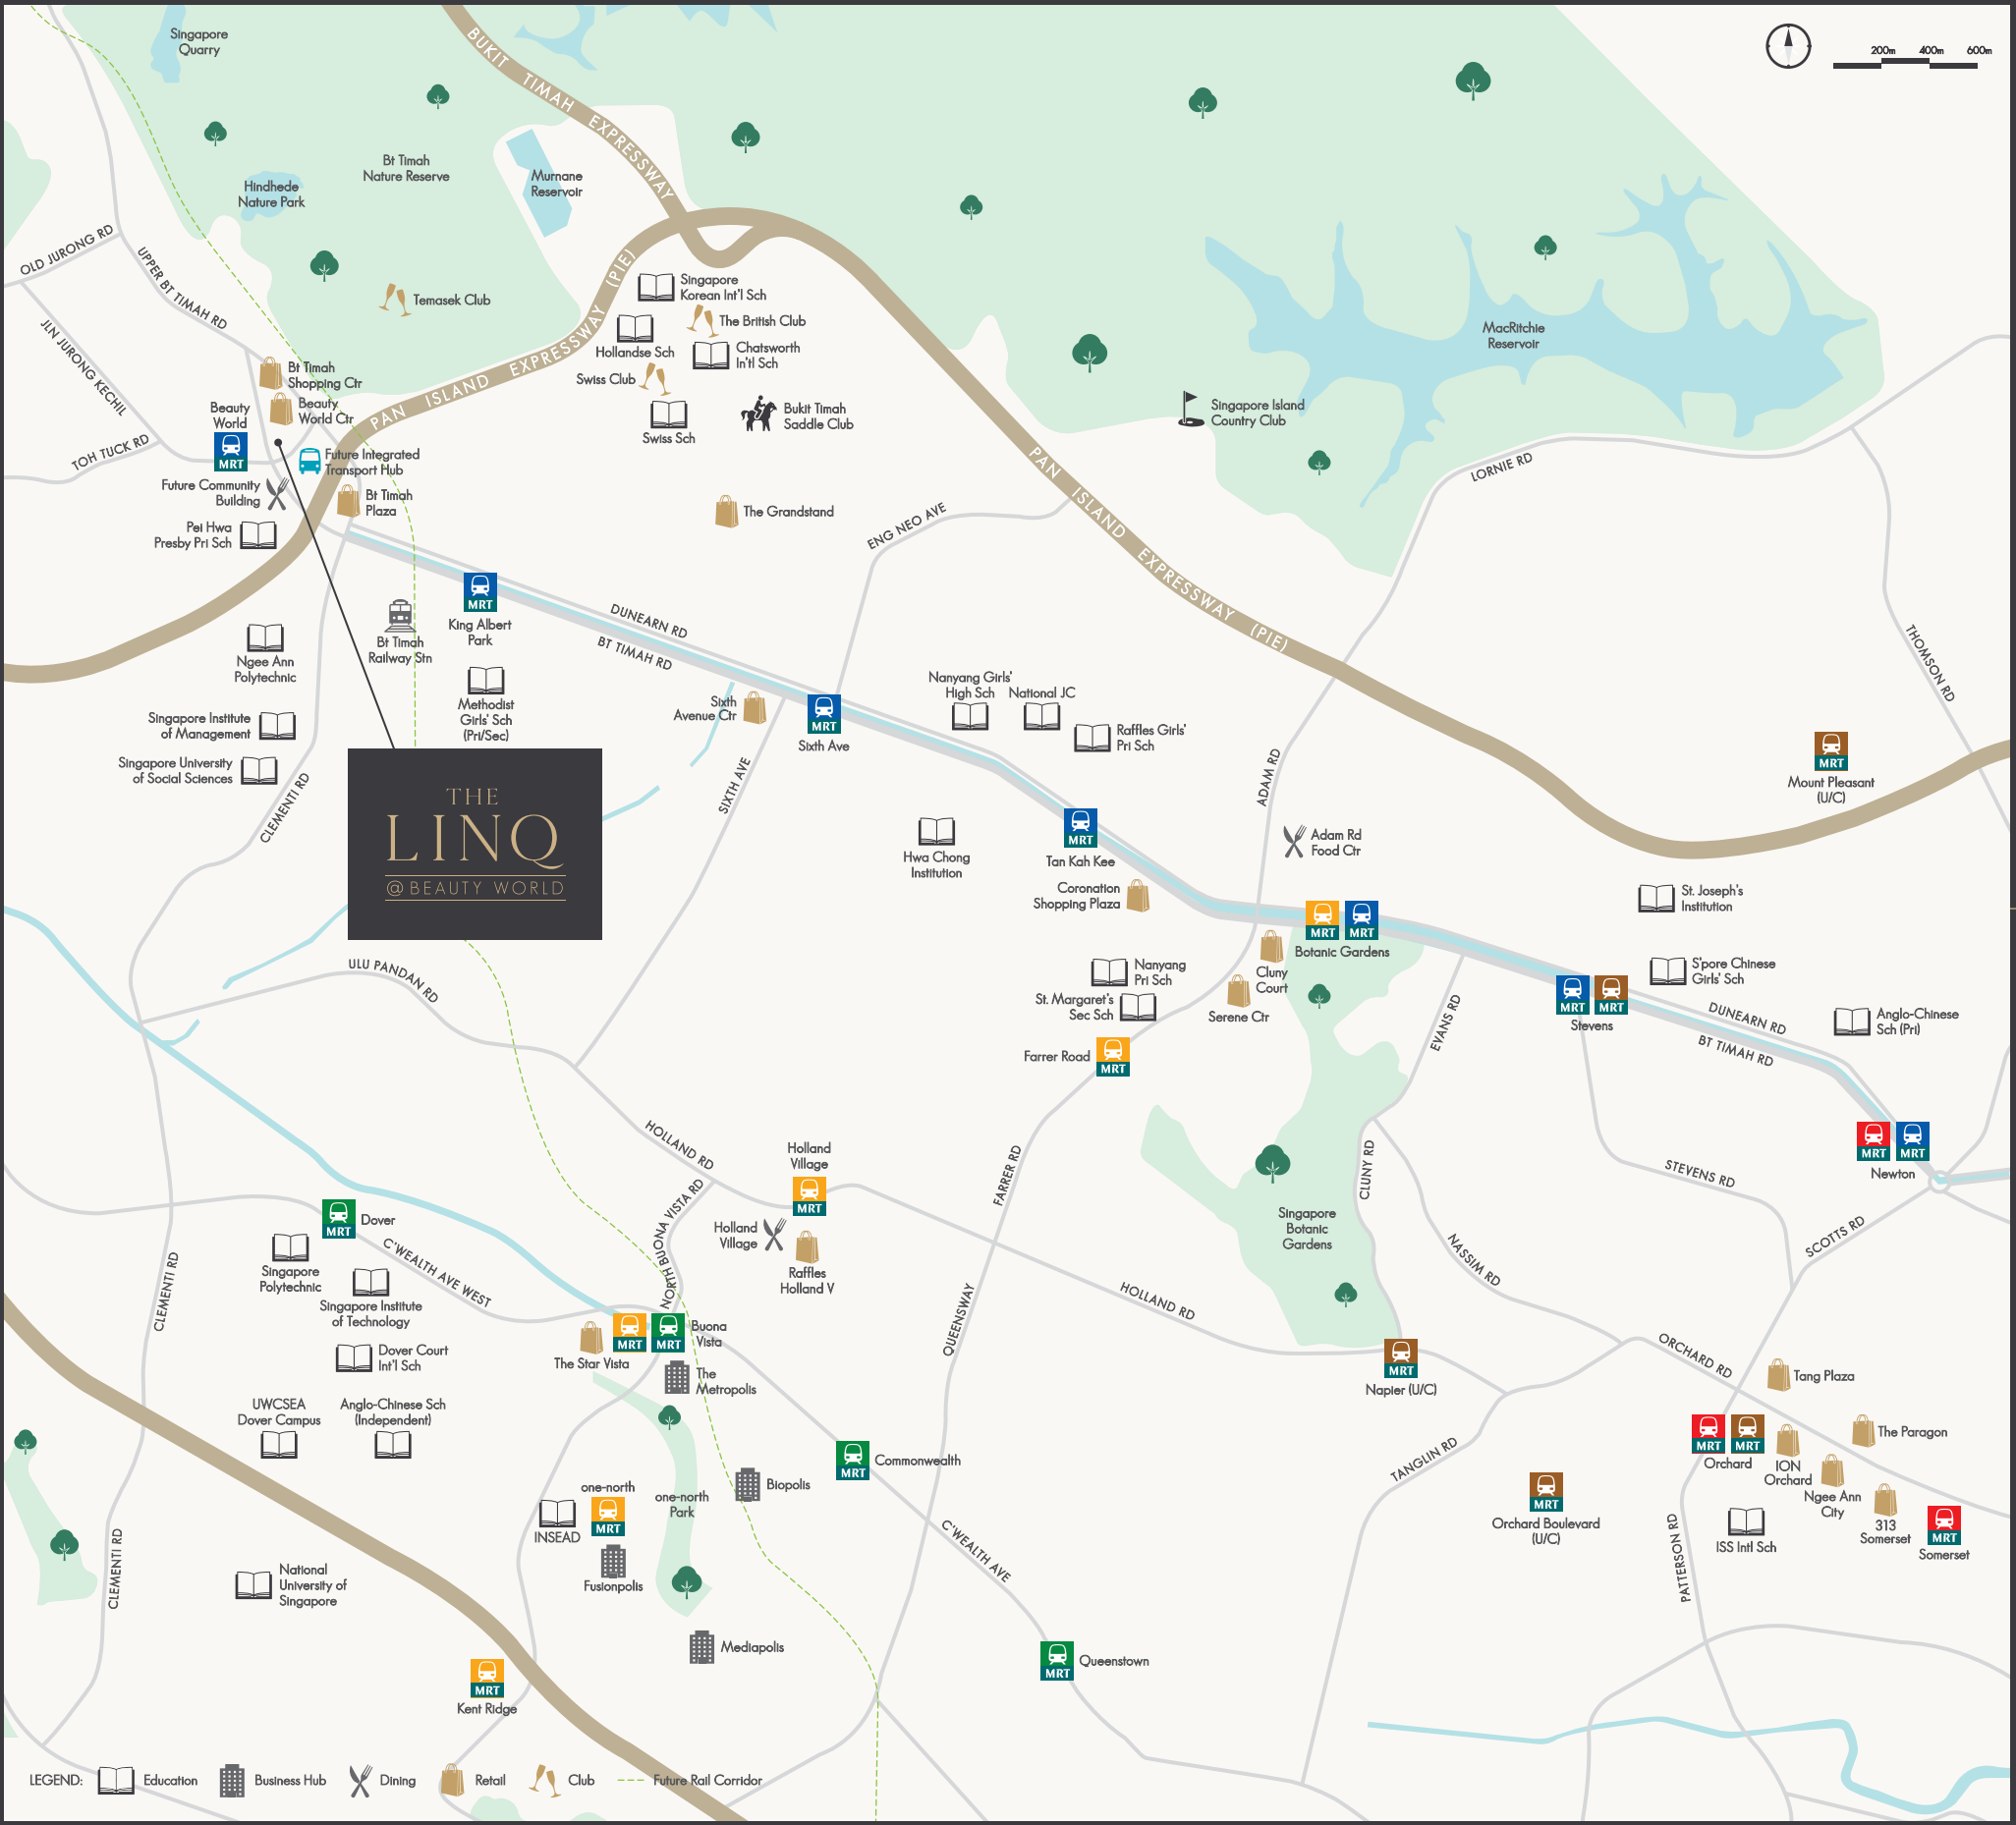 Singapore
Quarry
BUKIT TIMAH EXPRESSWAY
200m 400m 600m
Bt Timah
Nature Reserve
Murnane
Reservoir
Hindhede
Nature Park
OLD JURONG RD
UPPER BT TIMAH RD
JLN JURONG KECHIL
TOH TUCK RD
Temasek Club
PAN ISLAND EXPRESSWAY (PIE)
Singapore
Korean Int'l Sch
The British Club
Hollandse Sch
Chatsworth
In'tl Sch
Swiss Club
Swiss Sch
Bukit Timah
Saddle Club
MacRitchie
Reservoir
Singapore Island
Country Club
LORNIE RD
Bt Timah
Shopping Ctr
Beauty
World Ctr
Beauty
World
MRT
Future Integrated
Transport Hub
Future Community
Building
Bt Timah
Plaza
Pei Hwa
Presby Pri Sch
The Grandstand
ENG NEO AVE
PAN ISLAND EXPRESSWAY (PIE)
THOMSON RD
MRT
King Albert
Park
Bt Timah
Railway Stn
DUNEARN RD
BT TIMAH RD
Ngee Ann
Polytechnic
Methodist
Girls' Sch
(Pri/Sec)
Singapore Institute
of Management
Singapore University
of Social Sciences
CLEMENTI RD
Sixth
Avenue Ctr
MRT
Sixth Ave
SIXTH AVE
Nanyang Girls'
High Sch
National JC
Raffles Girls'
Pri Sch
ADAM RD
MRT
Mount Pleasant
(U/C)
THE
LINQ
@ BEAUTY WORLD
Hwa Chong
Institution
MRT
Tan Kah Kee
Coronation
Shopping Plaza
Adam Rd
Food Ctr
MRT MRT
Botanic Gardens
St. Joseph's
Institution
S'pore Chinese
Girls' Sch
Anglo-Chinese
Sch (Pri)
ULU PANDAN RD
Nanyang
Pri Sch
St. Margaret's
Sec Sch
Cluny
Court
Serene Ctr
Farrer Road
MRT
EVANS RD
MRT MRT
Stevens
DUNEARN RD
BT TIMAH RD
MRT MRT
Newton
HOLLAND RD
Holland
Village
MRT
Holland
Village
Raffles
Holland V
NORTH BUONA VISTA RD
FARRER RD
CLUNY RD
STEVENS RD
SCOTTS RD
Singapore
Botanic
Gardens
NASSIM RD
MRT
Dover
Singapore
Polytechnic
C'WEALTH AVE WEST
Singapore Institute
of Technology
CLEMENTI RD
Dover Court
Int'l Sch
UWCSEA
Dover Campus
Anglo-Chinese Sch
(Independent)
MRT MRT
Buona
Vista
The Star Vista
The
Metropolis
QUEENSWAY
HOLLAND RD
MRT
Napier (U/C)
ORCHARD RD
Tang Plaza
The Paragon
MRT MRT
Orchard
ION
Orchard
Ngee Ann
City
313
Somerset
MRT
Somerset
ISS Intl Sch
TANGLIN RD
MRT
Orchard Boulevard
(U/C)
PATTERSON RD
MRT
Commonwealth
Biopolis
one-north
MRT
one-north
Park
INSEAD
Fusionpolis
C'WEALTH AVE
CLEMENTI RD
National
University of
Singapore
Mediapolis
MRT
Queenstown
MRT
Kent Ridge
LEGEND: Education Business Hub Dining Retail Club Future Rail Corridor